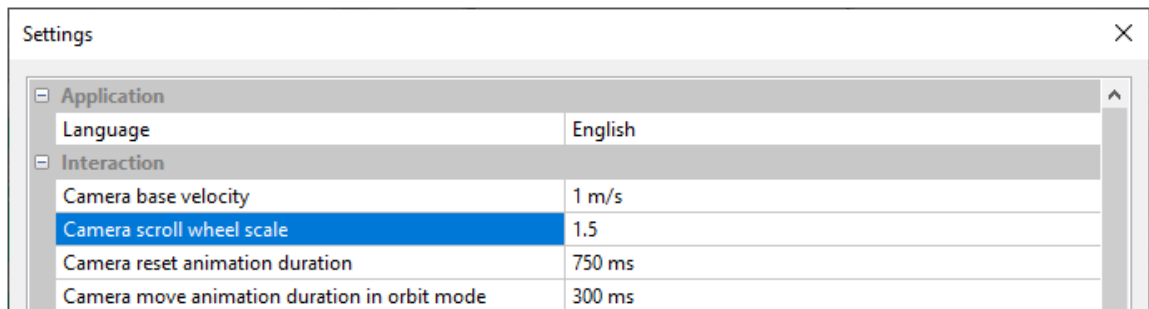 Settings
Application
Language English
Interaction
Camera base velocity 1 m/s
Camera scroll wheel scale 1.5
Camera reset animation duration 750 ms
Camera move animation duration in orbit mode 300 ms